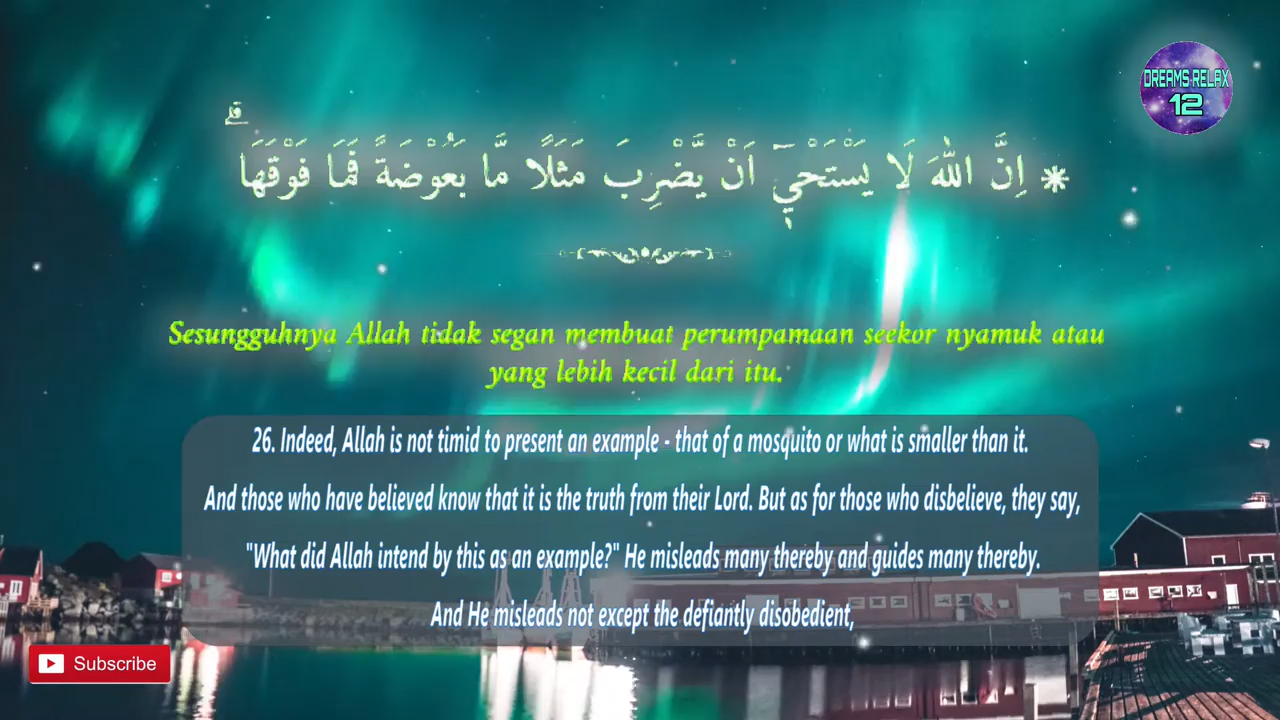 DREAMS RELAX
12
۞ اِنَّ اللّٰهَ لَا يَسْتَحْيٖٓ اَنْ يَّضْرِبَ مَثَلًا مَّا بَعُوْضَةً فَمَا فَوْقَهَا ۗ
Sesungguhnya Allah tidak segan membuat perumpamaan seekor nyamuk atau
yang lebih kecil dari itu.
26. Indeed, Allah is not timid to present an example - that of a mosquito or what is smaller than it.
And those who have believed know that it is the truth from their Lord. But as for those who disbelieve, they say,
"What did Allah intend by this as an example?" He misleads many thereby and guides many thereby.
And He misleads not except the defiantly disobedient,
Subscribe